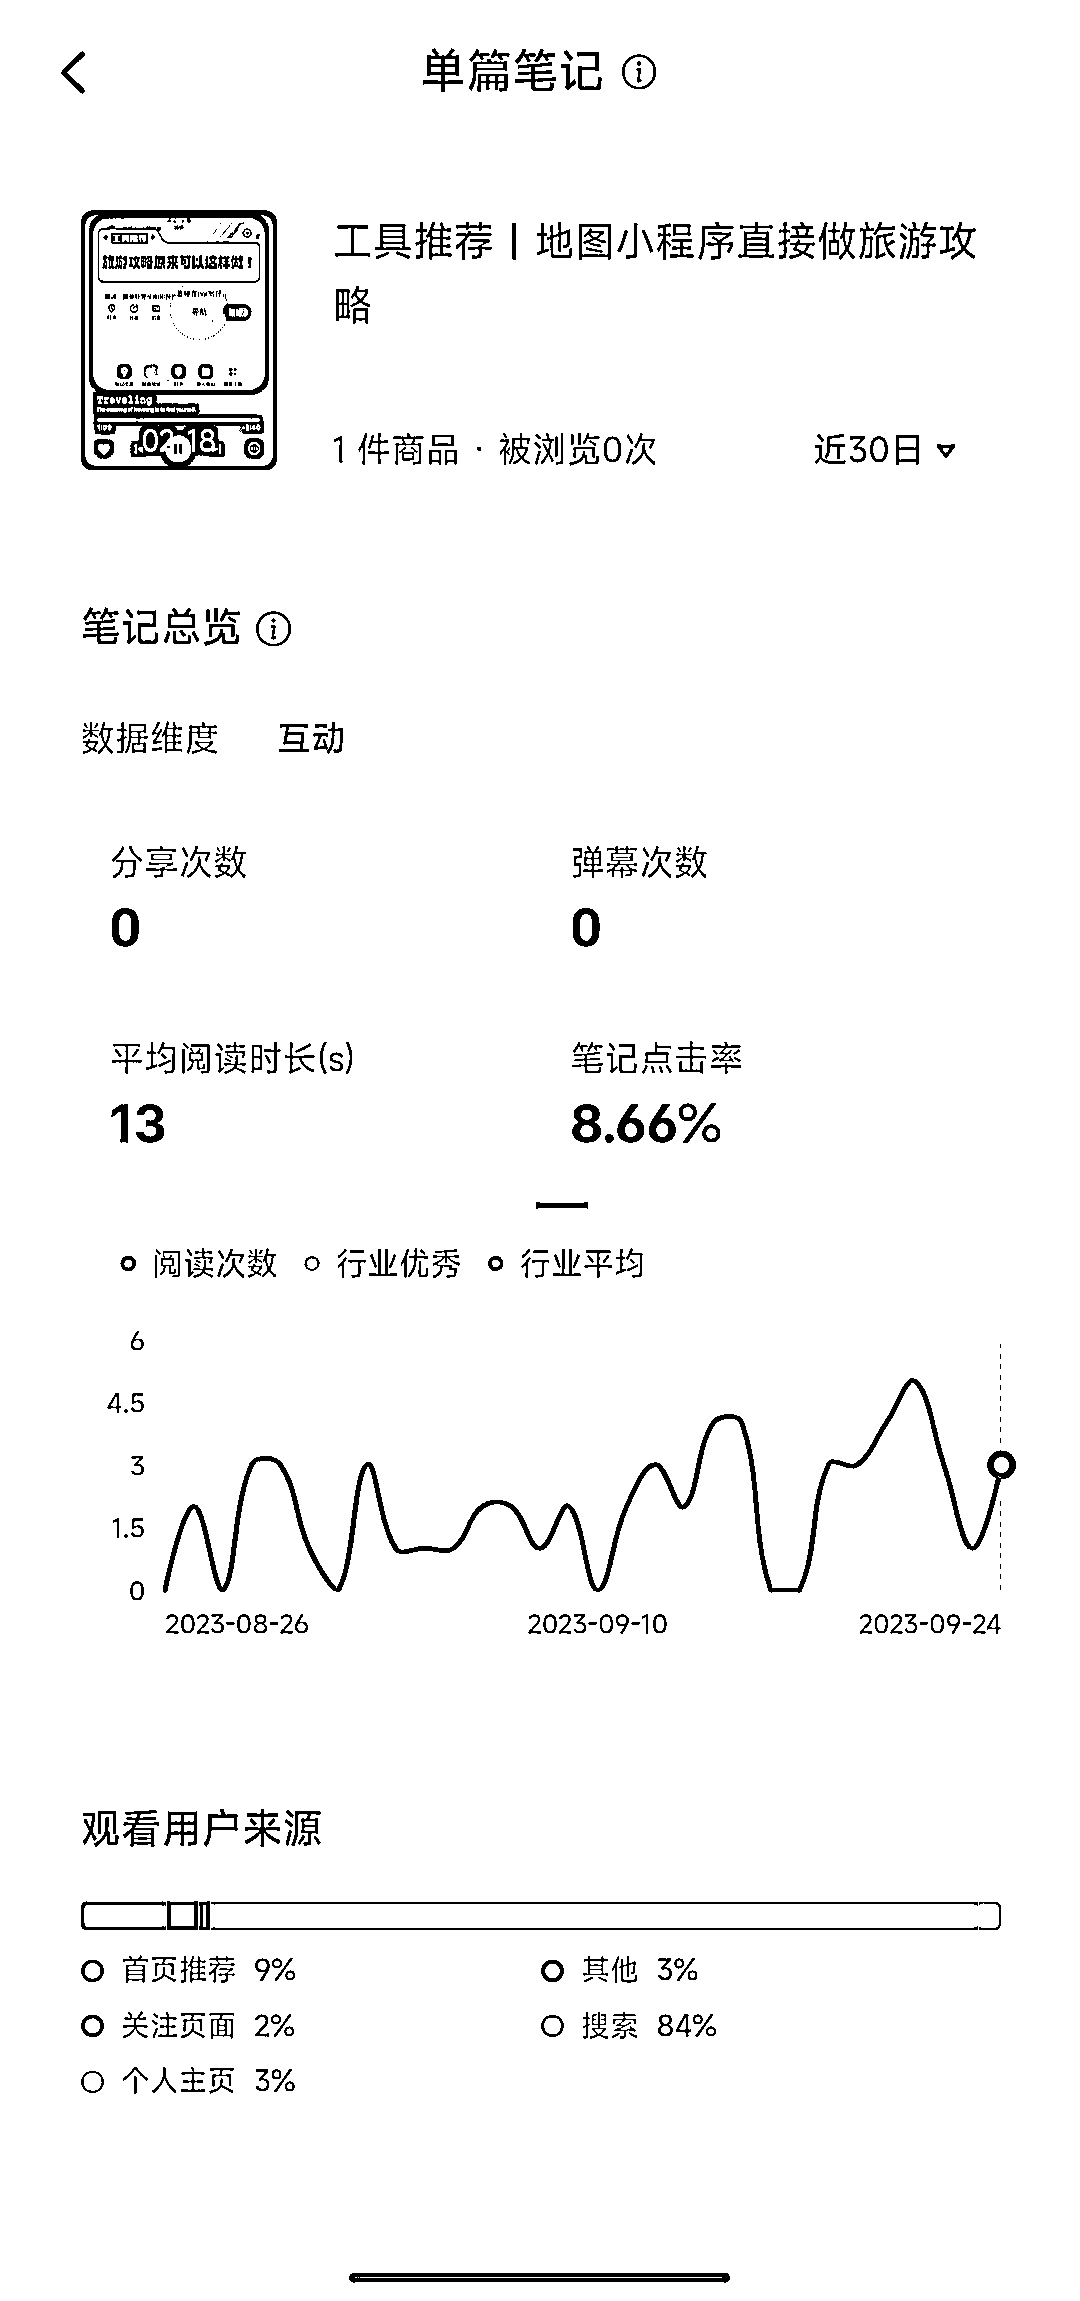 单篇笔记
旅游攻略原来可以这样做！
Traveling
02:18
工具推荐｜地图小程序直接做旅游攻
略
1 件商品 · 被浏览0次
近30日
笔记总览
数据维度 互动
分享次数 弹幕次数
0 0
平均阅读时长(s) 笔记点击率
13 8.66%
阅读次数 行业优秀 行业平均
6
4.5
3
1.5
0
2023-08-26 2023-09-10 2023-09-24
观看用户来源
首页推荐 9% 其他 3%
关注页面 2% 搜索 84%
个人主页 3%